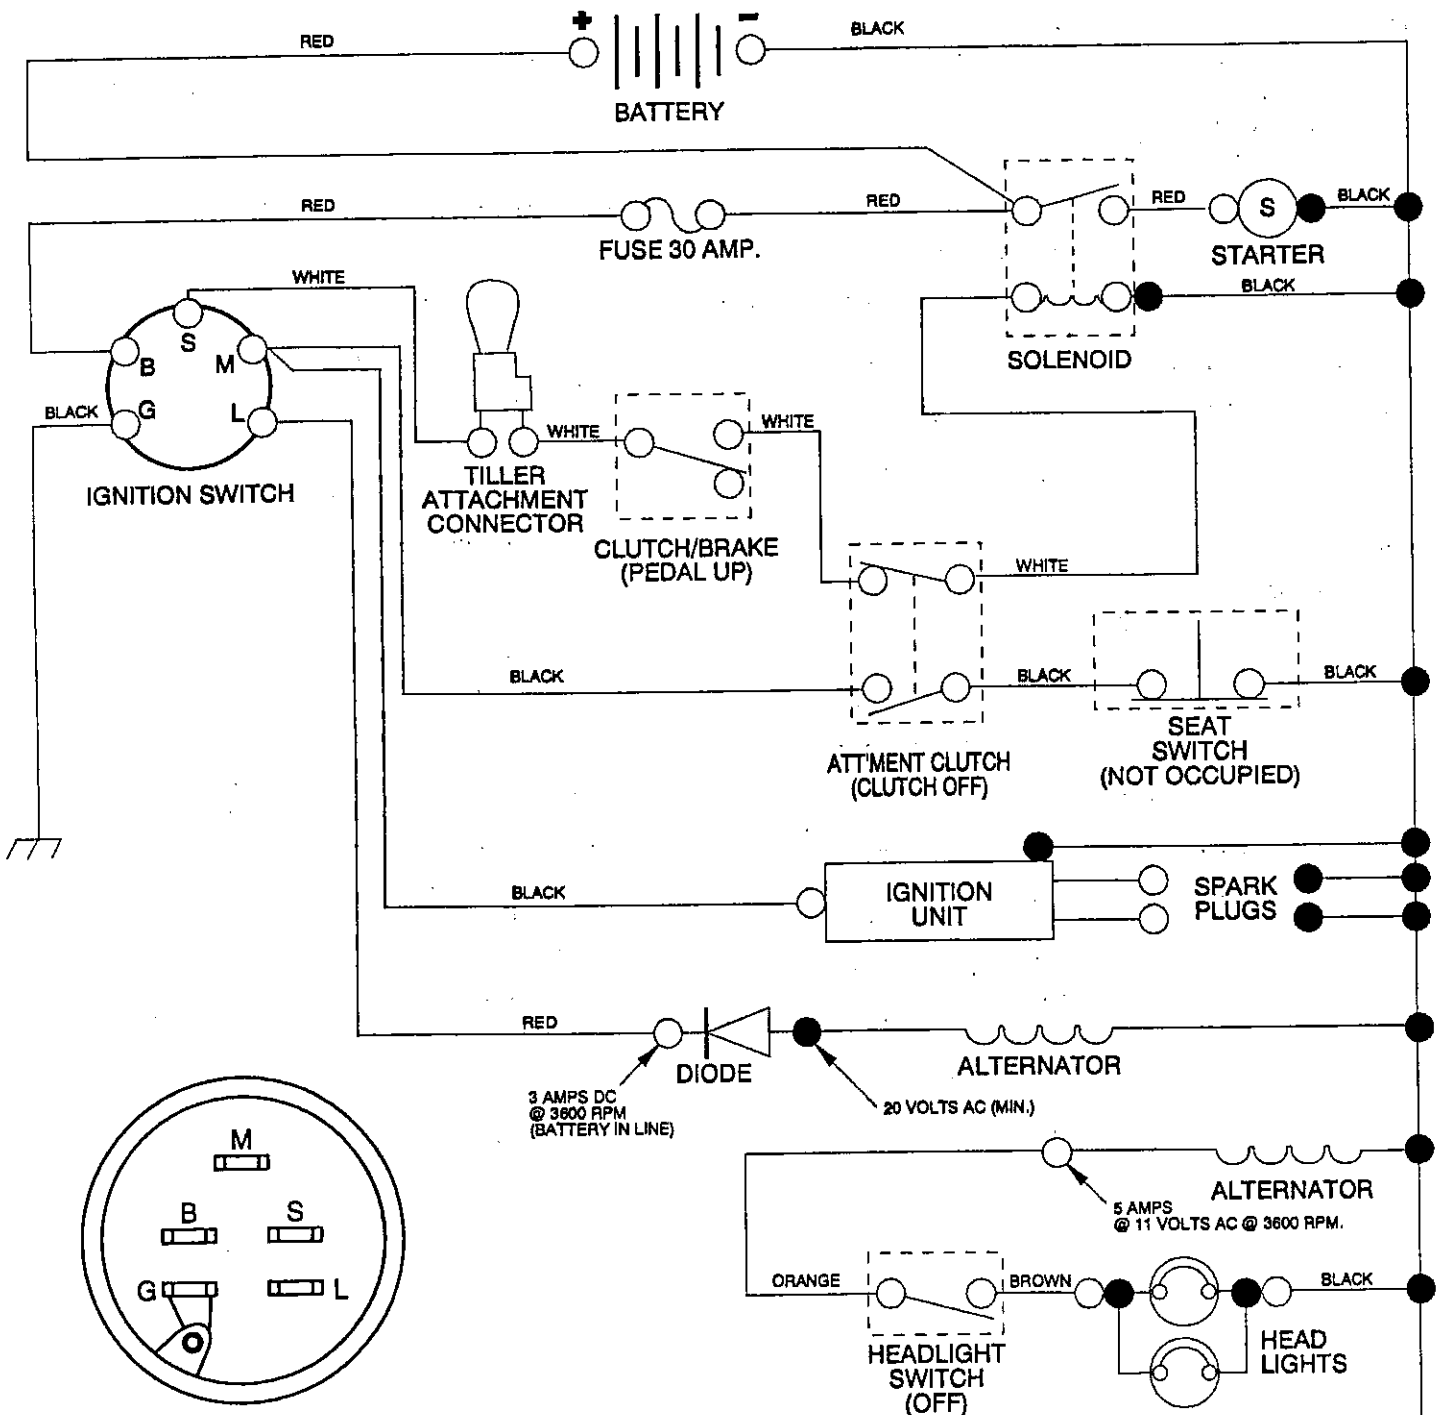 +
-
RED
BLACK
BATTERY
RED
RED
RED
S
BLACK
FUSE 30 AMP.
STARTER
WHITE
BLACK
SOLENOID
S
B
M
BLACK
G
L
IGNITION SWITCH
WHITE
WHITE
TILLER
ATTACHMENT
CONNECTOR
CLUTCH/BRAKE
(PEDAL UP)
WHITE
BLACK
BLACK
BLACK
ATT'MENT CLUTCH
(CLUTCH OFF)
SEAT
SWITCH
(NOT OCCUPIED)
BLACK
IGNITION
UNIT
SPARK
PLUGS
RED
DIODE
ALTERNATOR
3 AMPS DC
@ 3600 RPM
(BATTERY IN LINE)
20 VOLTS AC (MIN.)
M
B
S
G
L
ALTERNATOR
5 AMPS
@ 11 VOLTS AC @ 3600 RPM.
ORANGE
BROWN
BLACK
HEADLIGHT
SWITCH
(OFF)
HEAD
LIGHTS